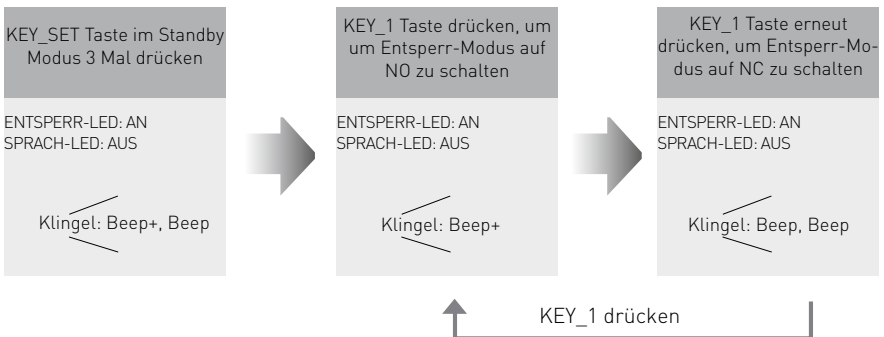 KEY_SET Taste im Standby
Modus 3 Mal drücken
ENTSPERR-LED: AN
SPRACH-LED: AUS
Klingel: Beep+, Beep
KEY_1 Taste drücken, um
um Entsperr-Modus auf
NO zu schalten
ENTSPERR-LED: AN
SPRACH-LED: AUS
Klingel: Beep+
KEY_1 Taste erneut
drücken, um Entsperr-Mo-
dus auf NC zu schalten
ENTSPERR-LED: AN
SPRACH-LED: AUS
Klingel: Beep, Beep
KEY_1 drücken